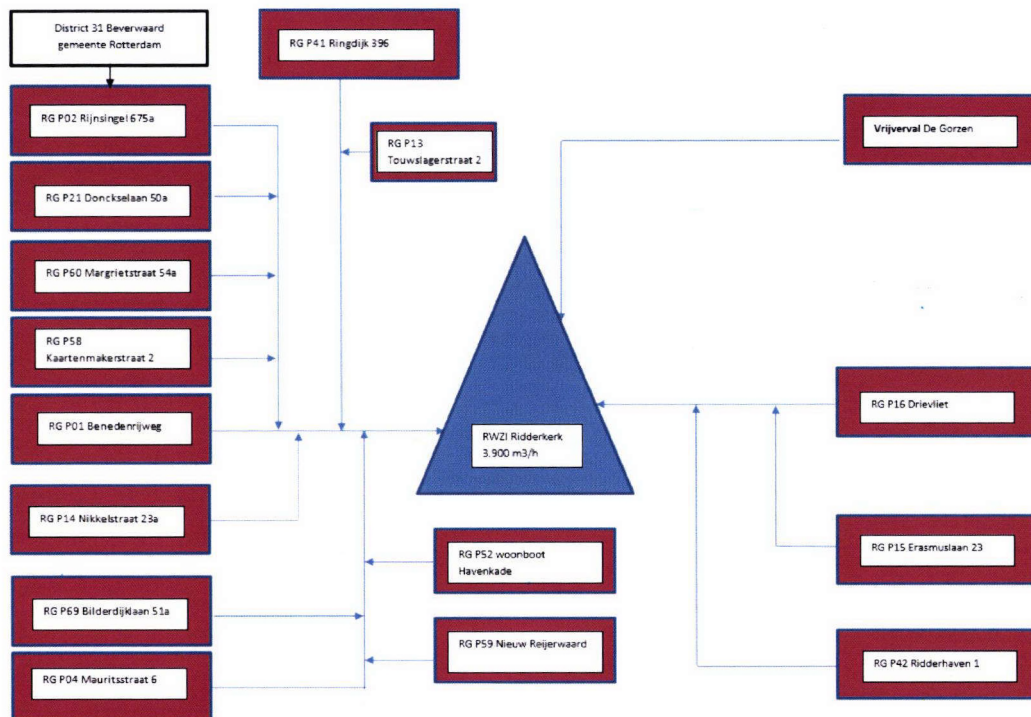 District 31 Beverwaard
gemeente Rotterdam
RG P41 Ringdijk 396
RG P02 Rijnsingel 675a
RG P13
Touwslagerstraat 2
Vrijverval De Gorzen
RG P21 Donckselaan 50a
RG P60 Margrietstraat 54a
RG P58
Kaartenmakerstraat 2
RG P01 Benedenrijweg
RWZI Ridderkerk
3.900 m3/h
RG P16 Drievliet
RG P14 Nikkelstraat 23a
RG P52 woonboot
Havenkade
RG P15 Erasmuslaan 23
RG P69 Bilderdijklaan 51a
RG P59 Nieuw Reijerwaard
RG P04 Mauritsstraat 6
RG P42 Ridderhaven 1